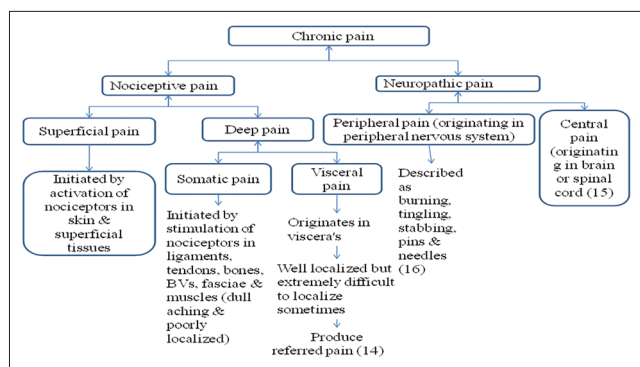 Chronic pain
Nociceptive pain
Neuropathic pain
Superficial pain
Deep pain
Peripheral pain (originating in
peripheral nervous system)
Central
pain
(originatin
g in brain
or spinal
cord (15)
Initiated by
activation of
nociceptors in
skin &
superficial
tissues
Somatic pain
Visceral
pain
Described
as
burning,
tingling,
stabbing,
pins &
needles
(16)
Initiated by
stimulation of
nociceptors in
ligaments,
tendons, bones,
BVs, fasciae &
muscles (dull
aching &
poorly
localized)
Originates in
viscera's
Well localized but
extremely difficult
to localize
sometimes
Produce
referred pain (14)